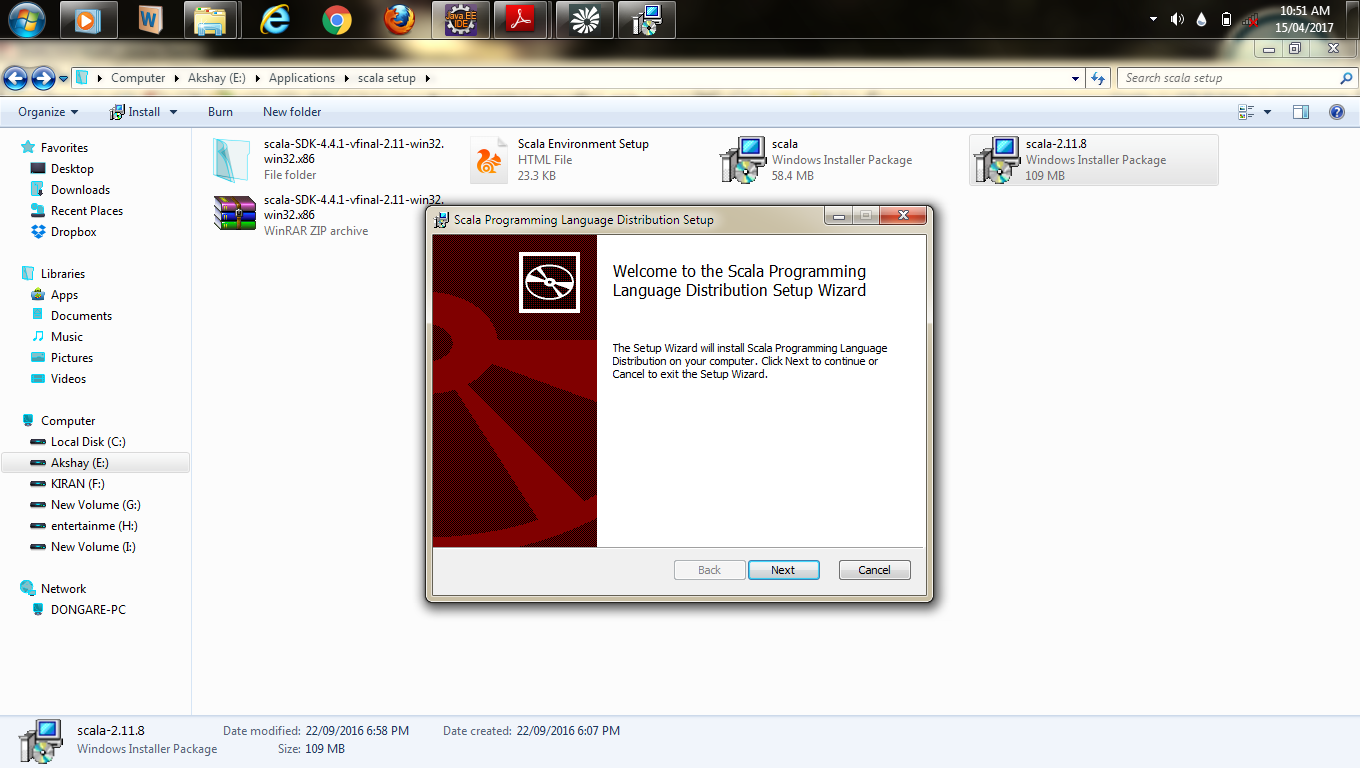 Java EE
IDE
10:51 AM
15/04/2017
Computer
Akshay (E:)
Applications
scala setup
Search scala setup
Organize
Install
Burn
New folder
Favorites
Desktop
Downloads
Recent Places
Dropbox
Libraries
Apps
Documents
Music
Pictures
Videos
Computer
Local Disk (C:)
Akshay (E:)
KIRAN (F:)
New Volume (G:)
entertainme (H:)
New Volume (I:)
Network
DONGARE-PC
scala-SDK-4.4.1-vfinal-2.11-win32.
win32.x86
File folder
Scala Environment Setup
HTML File
23.3 KB
scala
Windows Installer Package
58.4 MB
scala-2.11.8
Windows Installer Package
109 MB
scala-SDK-4.4.1-vfinal-2.11-win32.
win32.x86
WinRAR ZIP archive
Scala Programming Language Distribution Setup
Welcome to the Scala Programming
Language Distribution Setup Wizard
The Setup Wizard will install Scala Programming Language
Distribution on your computer. Click Next to continue or
Cancel to exit the Setup Wizard.
Back
Next
Cancel
scala-2.11.8
Date modified: 22/09/2016 6:58 PM
Date created: 22/09/2016 6:07 PM
Windows Installer Package
Size: 109 MB